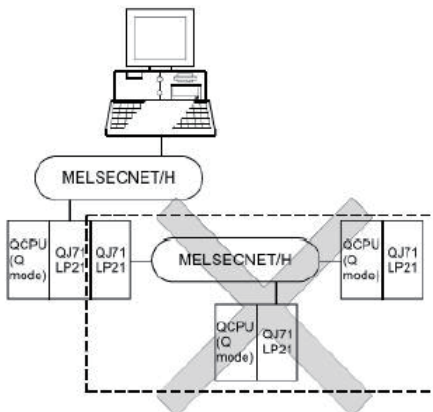 MELSECNET/H
QCPU
(Q
mode)
QJ71
LP21
QJ71
LP21
MELSECNET/H
QCPU
(Q
mode)
QJ71
LP21
QCPU
(Q
mode)
QJ71
LP21